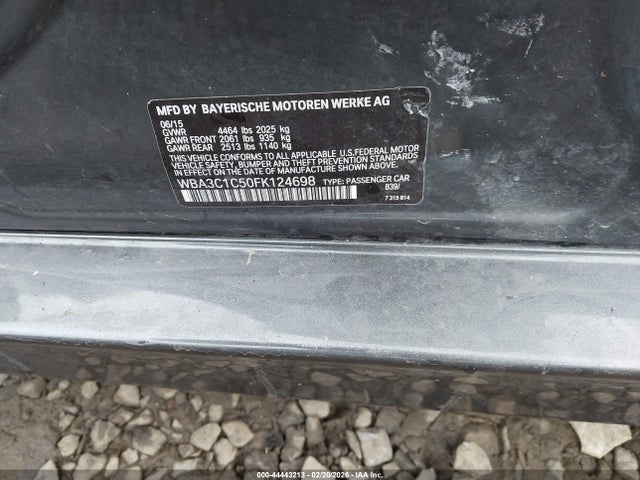 MFD BY BAYERISCHE MOTOREN WERKE AG
06/15
GVWR 4464 lbs 2025 kg
GAWR FRONT 2061 lbs 935 kg
GAWR REAR 2513 lbs 1140 kg
THIS VEHICLE CONFORMS TO ALL APPLICABLE U.S.FEDERAL MOTOR
VEHICLE SAFETY, BUMPER AND THEFT PREVENTION STANDARDS
IN EFFECT ON THE DATE OF MANUFACTURE SHOWN ABOVE.
WBA3C1C50FK124698 TYPE: PASSENGER CAR
B39/
7 315 814
000-44443213 - 02/20/2026 - IAA Inc.